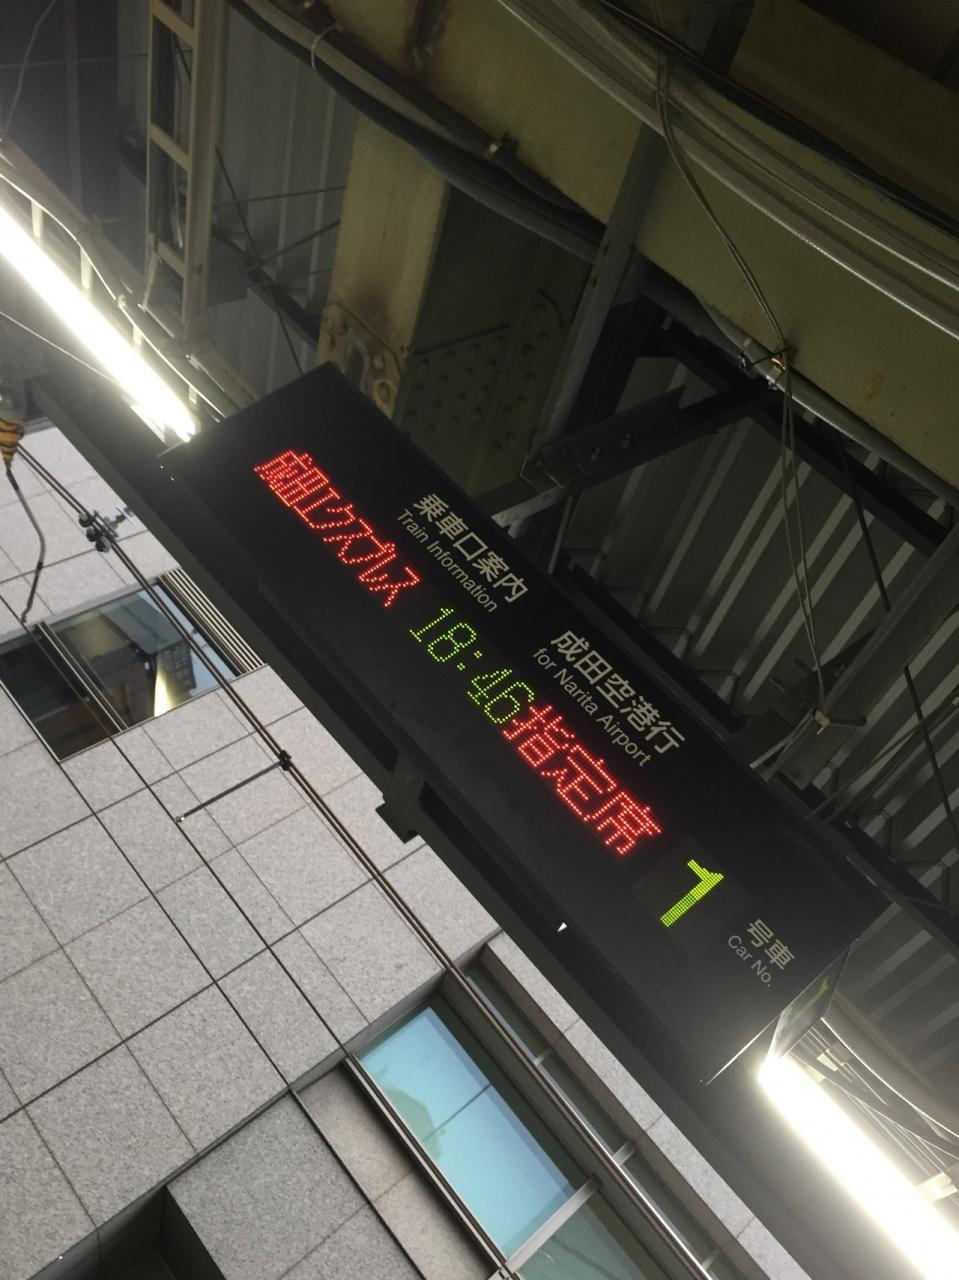 乗車口案内
Train Information
成田空港行
for Narita Airport
成田エクスプレス 18:46 指定席 1
号車
Car No.